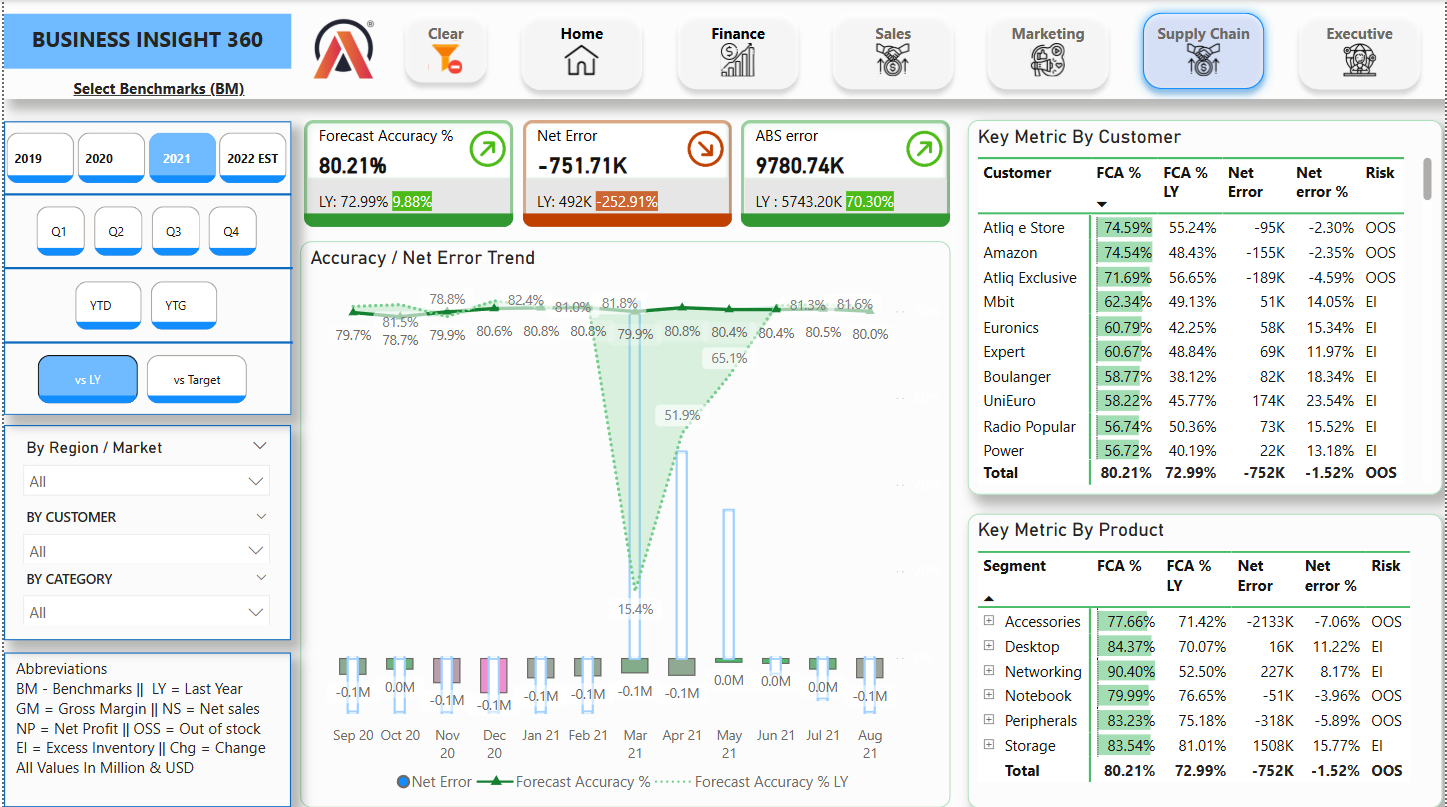 BUSINESS INSIGHT 360
Select Benchmarks (BM)
®
Clear
Home
Finance
Sales
Marketing
Supply Chain
Executive
2019 2020 2021 2022 EST
Q1 Q2 Q3 Q4
YTD YTG
vs LY vs Target
By Region / Market
All
BY CUSTOMER
All
BY CATEGORY
All
Abbreviations
BM - Benchmarks || LY = Last Year
GM = Gross Margin || NS = Net sales
NP = Net Profit || OSS = Out of stock
EI = Excess Inventory || Chg = Change
All Values In Million & USD
Forecast Accuracy %
80.21%
LY: 72.99% 9.88%
Net Error
-751.71K
LY: 492K -252.91%
ABS error
9780.74K
LY : 5743.20K 70.30%
Accuracy / Net Error Trend
78.8% 82.4% 81.0% 81.8% 81.3% 81.6%
81.5%
79.7% 78.7% 79.9% 80.6% 80.8% 80.8% 79.9% 80.8% 80.4% 80.4% 80.5% 80.0%
65.1%
51.9%
15.4%
-0.1M 0.0M -0.1M -0.1M -0.1M -0.1M -0.1M -0.1M 0.0M 0.0M 0.0M -0.1M
Sep 20 Oct 20 Nov 20 Dec 20 Jan 21 Feb 21 Mar 21 Apr 21 May 21 Jun 21 Jul 21 Aug 21
Net Error Forecast Accuracy % Forecast Accuracy % LY
Key Metric By Customer
Customer FCA % FCA % LY Net Error Net error % Risk
Atliq e Store 74.59% 55.24% -95K -2.30% OOS
Amazon 74.54% 48.43% -155K -2.35% OOS
Atliq Exclusive 71.69% 56.65% -189K -4.59% OOS
Mbit 62.34% 49.13% 51K 14.05% EI
Euronics 60.79% 42.25% 58K 15.34% EI
Expert 60.67% 48.84% 69K 11.97% EI
Boulanger 58.77% 38.12% 82K 18.34% EI
UniEuro 58.22% 45.77% 174K 23.54% EI
Radio Popular 56.74% 50.36% 73K 15.52% EI
Power 56.72% 40.19% 22K 13.18% EI
Total 80.21% 72.99% -752K -1.52% OOS
Key Metric By Product
Segment FCA % FCA % LY Net Error Net error % Risk
Accessories 77.66% 71.42% -2133K -7.06% OOS
Desktop 84.37% 70.07% 16K 11.22% EI
Networking 90.40% 52.50% 227K 8.17% EI
Notebook 79.99% 76.65% -51K -3.96% OOS
Peripherals 83.23% 75.18% -318K -5.89% OOS
Storage 83.54% 81.01% 1508K 15.77% EI
Total 80.21% 72.99% -752K -1.52% OOS